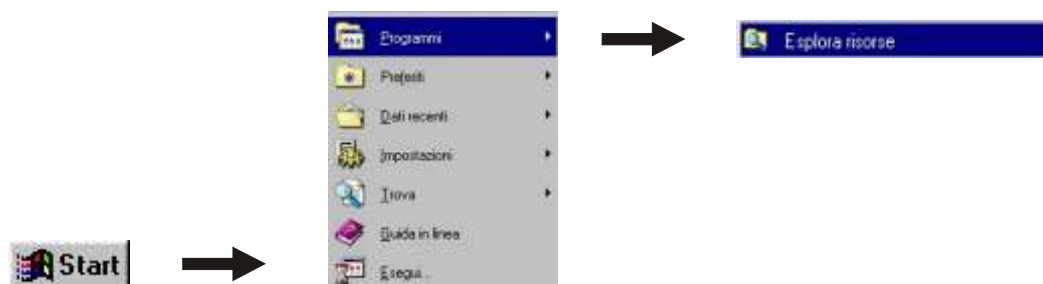 Programmi
Esplora risorse
Preferiti
Dati recenti
Impostazioni
Trova
Guida in linea
Start
Esegui...